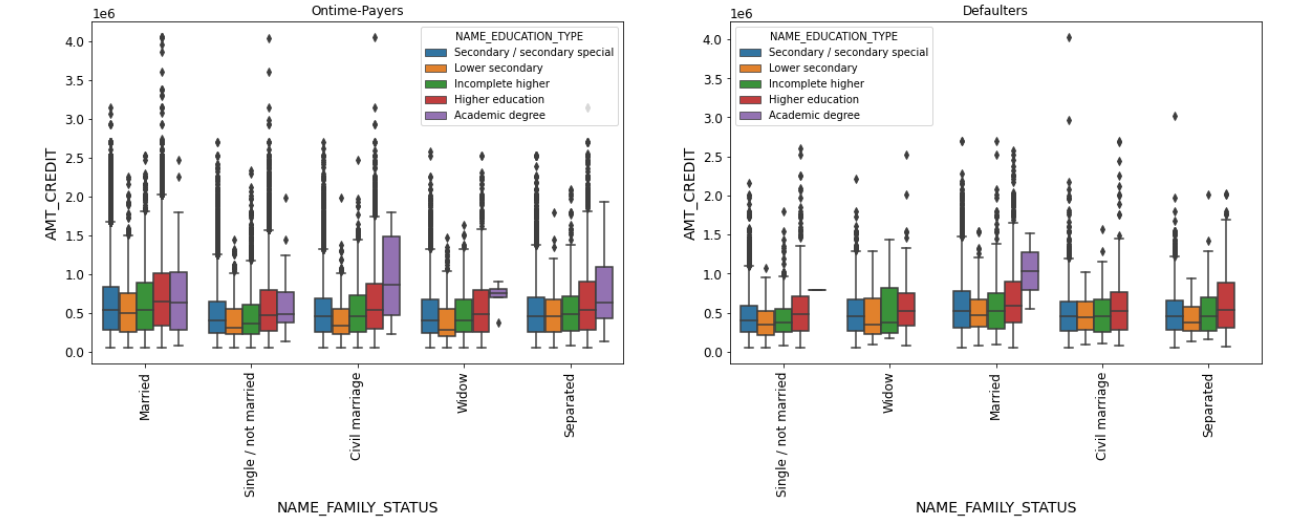 Ontime-Payers
1e6
NAME_EDUCATION_TYPE
Secondary / secondary special
Lower secondary
Incomplete higher
Higher education
Academic degree
4.0
3.5
3.0
2.5
2.0
1.5
1.0
0.5
0.0
AMT_CREDIT
Married
Single / not married
Civil marriage
Widow
Separated
NAME_FAMILY_STATUS
Defaulters
1e6
NAME_EDUCATION_TYPE
Secondary / secondary special
Lower secondary
Incomplete higher
Higher education
Academic degree
4.0
3.5
3.0
2.5
2.0
1.5
1.0
0.5
0.0
AMT_CREDIT
Single / not married
Widow
Married
Civil marriage
Separated
NAME_FAMILY_STATUS